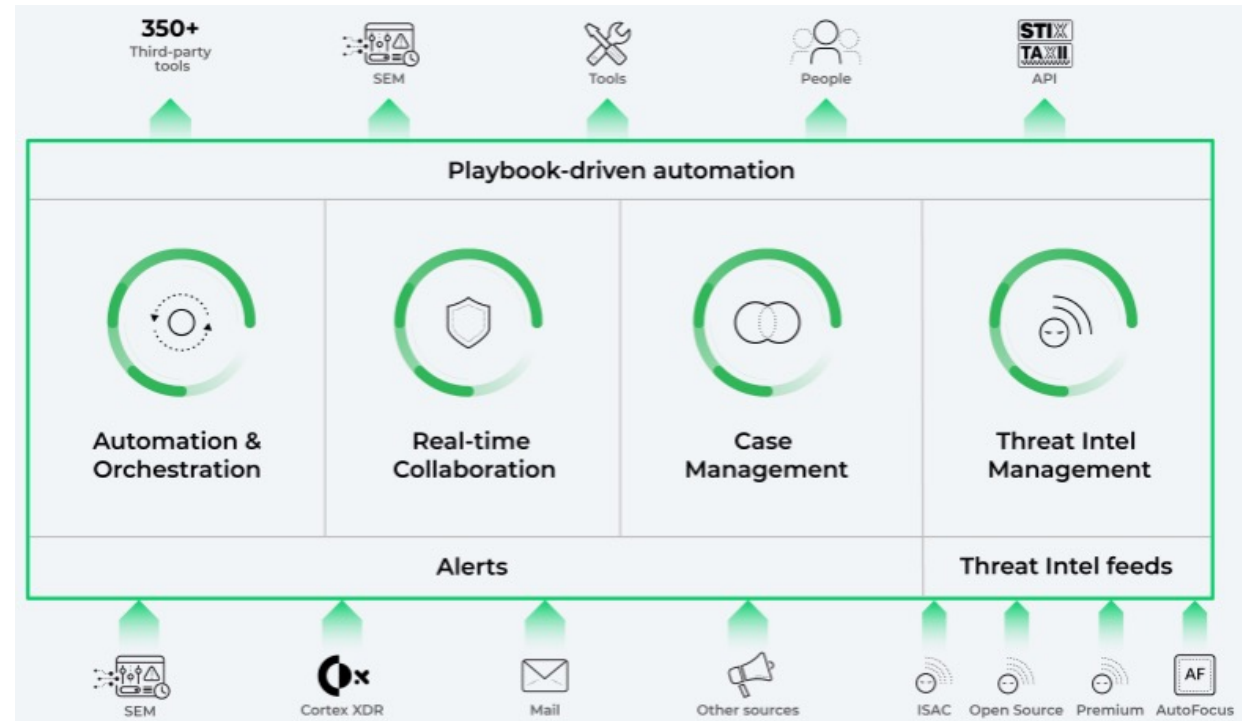 350+
Third-party
tools
SEM
Tools
People
STIX
TAXII
API
Playbook-driven automation
Automation &
Orchestration
Real-time
Collaboration
Case
Management
Threat Intel
Management
Alerts
Threat Intel feeds
SEM
Cortex XDR
Mail
Other sources
ISAC
Open Source
Premium
AF
AutoFocus